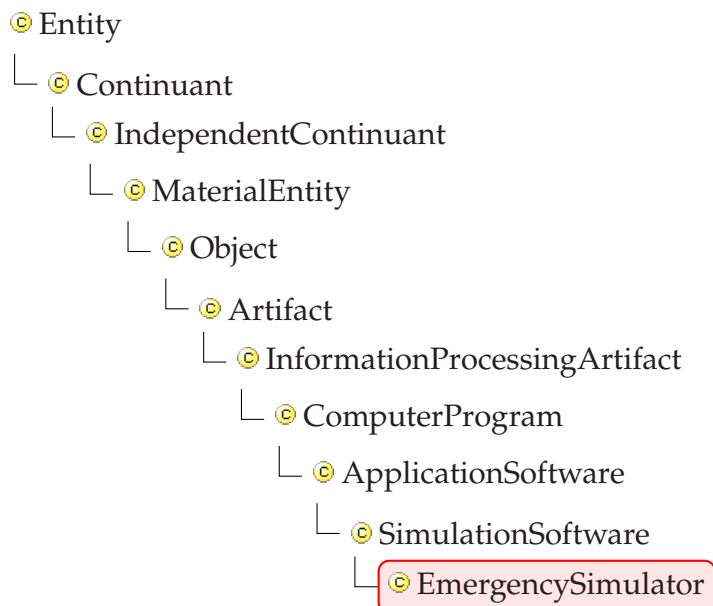 © Entity
© Continuant
© IndependentContinuant
© MaterialEntity
© Object
© Artifact
© InformationProcessingArtifact
© ComputerProgram
© ApplicationSoftware
© SimulationSoftware
© EmergencySimulator